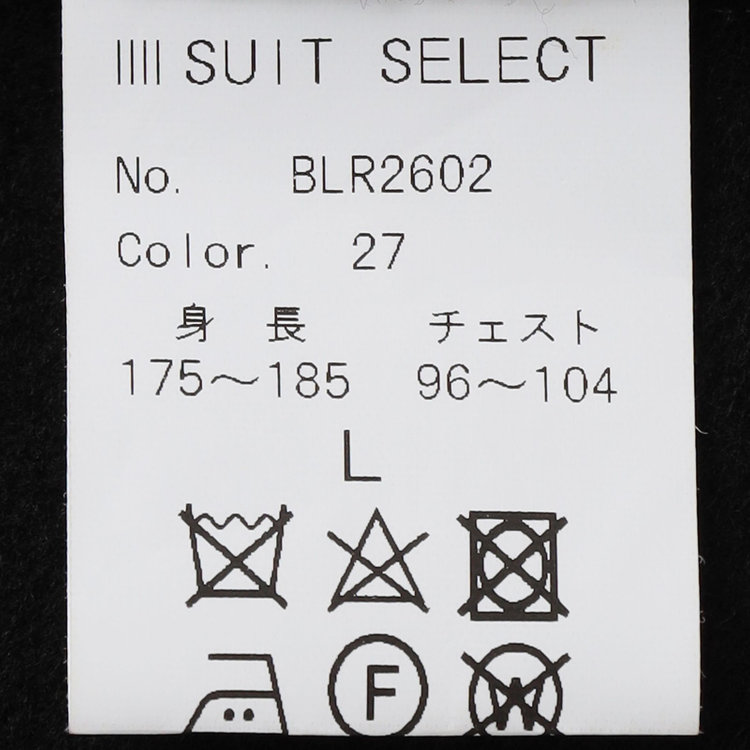 SUIT SELECT
No. BLR2602
Color. 27
身長 チェスト
175～185 96～104
L
F W